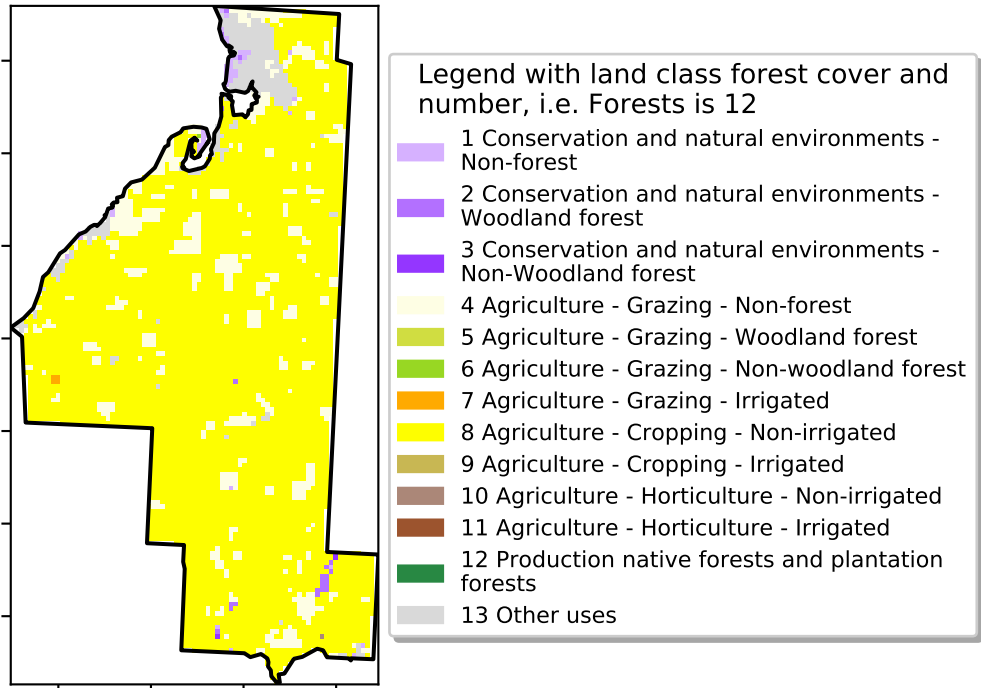 Legend with land class forest cover and
number, i.e. Forests is 12
1 Conservation and natural environments -
Non-forest
2 Conservation and natural environments -
Woodland forest
3 Conservation and natural environments -
Non-Woodland forest
4 Agriculture - Grazing - Non-forest
5 Agriculture - Grazing - Woodland forest
6 Agriculture - Grazing - Non-woodland forest
7 Agriculture - Grazing - Irrigated
8 Agriculture - Cropping - Non-irrigated
9 Agriculture - Cropping - Irrigated
10 Agriculture - Horticulture - Non-irrigated
11 Agriculture - Horticulture - Irrigated
12 Production native forests and plantation
forests
13 Other uses